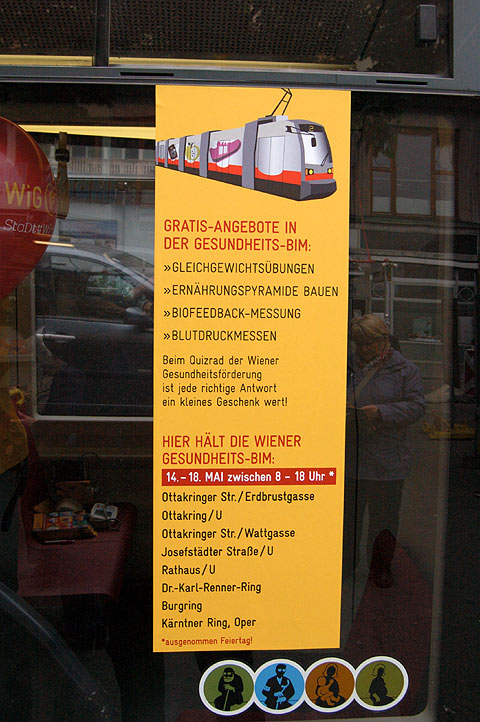 WiG
StaDt Wi
GRATIS-ANGEBOTE IN
DER GESUNDHEITS-BIM:
»GLEICHGEWICHTSÜBUNGEN
»ERNÄHRUNGSPYRAMIDE BAUEN
»BIOFEEDBACK-MESSUNG
»BLUTDRUCKMESSEN
Beim Quizrad der Wiener
Gesundheitsförderung
ist jede richtige Antwort
ein kleines Geschenk wert!
HIER HÄLT DIE WIENER
GESUNDHEITS-BIM:
14. – 18. MAI zwischen 8 – 18 Uhr *
Ottakringer Str./Erdbrustgasse
Ottakring/U
Ottakringer Str./Wattgasse
Josefstädter Straße/U
Rathaus/U
Dr.-Karl-Renner-Ring
Burgring
Kärntner Ring, Oper
*ausgenommen Feiertag!